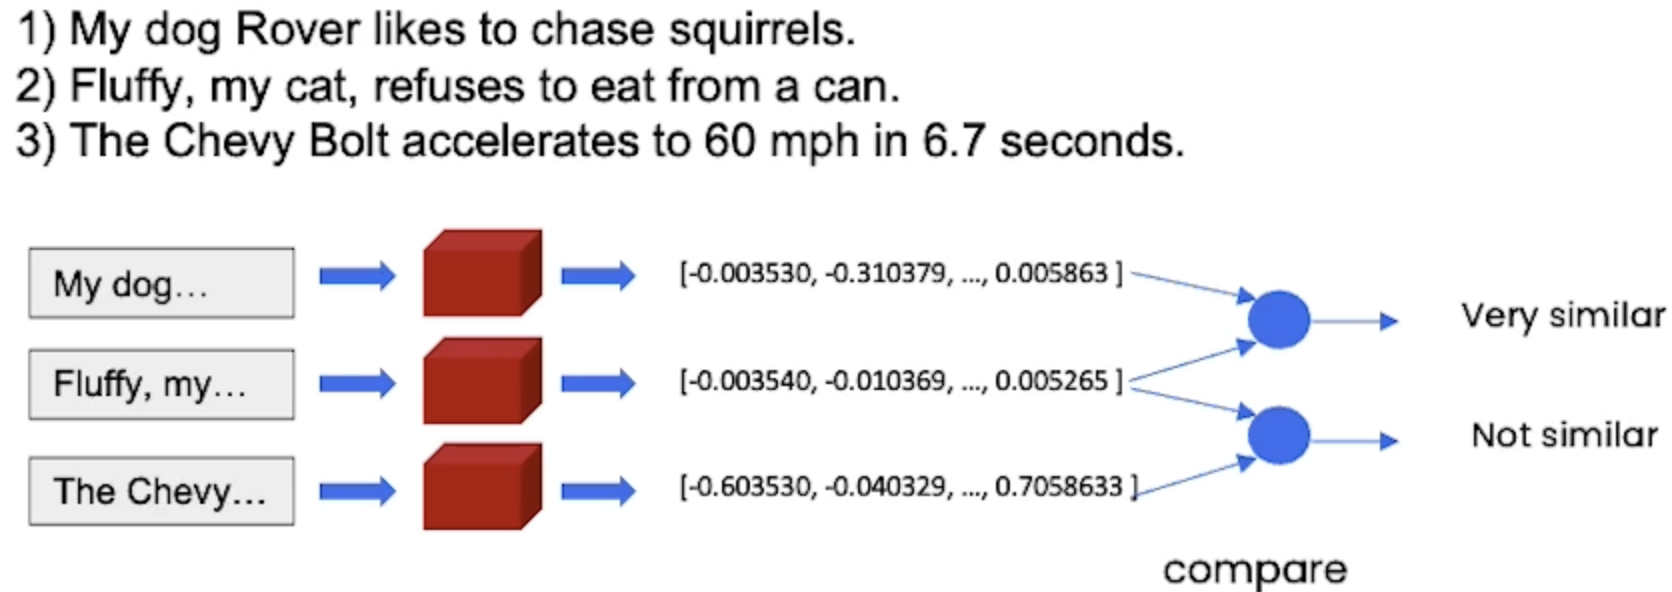 1) My dog Rover likes to chase squirrels.
2) Fluffy, my cat, refuses to eat from a can.
3) The Chevy Bolt accelerates to 60 mph in 6.7 seconds.
My dog...
[-0.003530, -0.310379, ..., 0.005863 ]
Very similar
Fluffy, my...
[-0.003540, -0.010369, ..., 0.005265 ]
Not similar
The Chevy...
[-0.603530, -0.040329, ..., 0.7058633 ]
compare